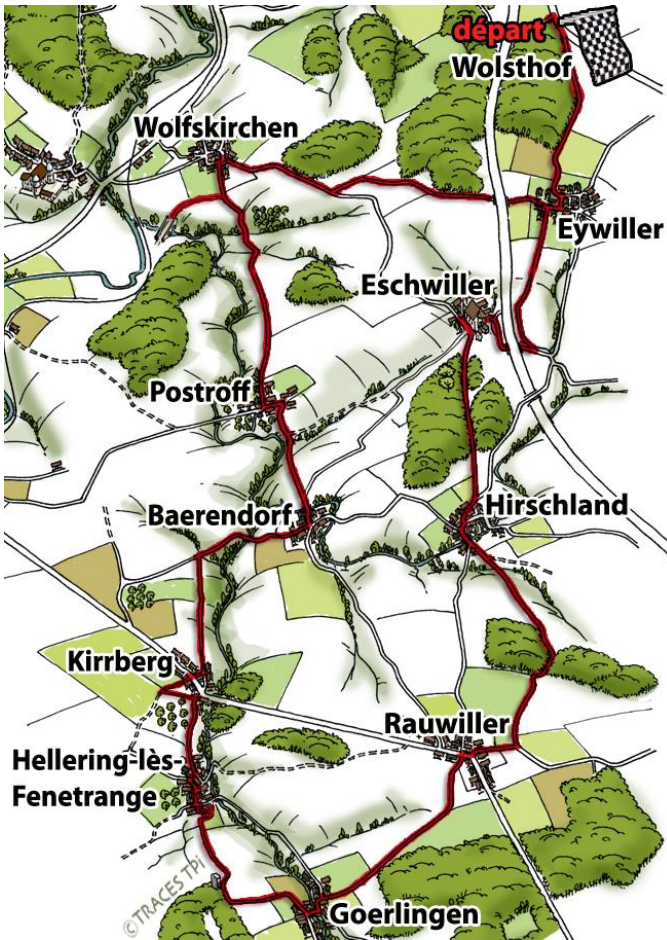 départ
Wolsthof
Wolfskirchen
Eywiller
Eschwiller
Postroff
Baerendorf
Hirschland
Kirrberg
Rauwiller
Hellering-lès-
Fenetrange
Goerlingen
© TRACES TPi